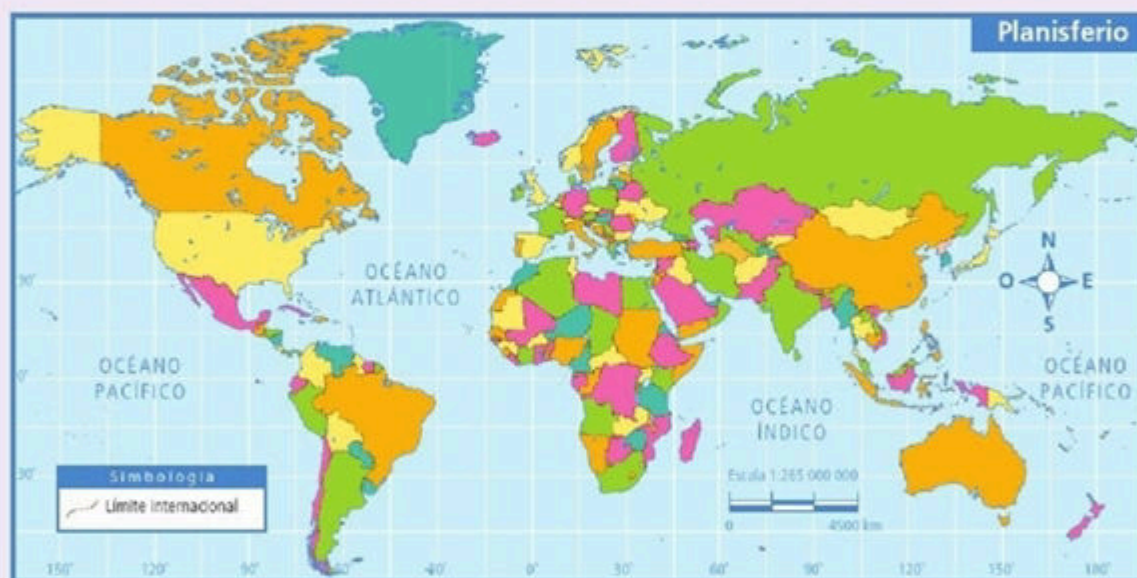 Planisferio
OCÉANO
ATLÁNTICO
N
O
E
S
OCÉANO
PACÍFICO
OCÉANO
PACÍFICO
OCÉANO
ÍNDICO
Simbología
Límite internacional
Escala 1:265 000 000
0
4500 km
30°
0°
30°
150°
120°
90°
60°
30°
60°
90°
120°
150°
180°